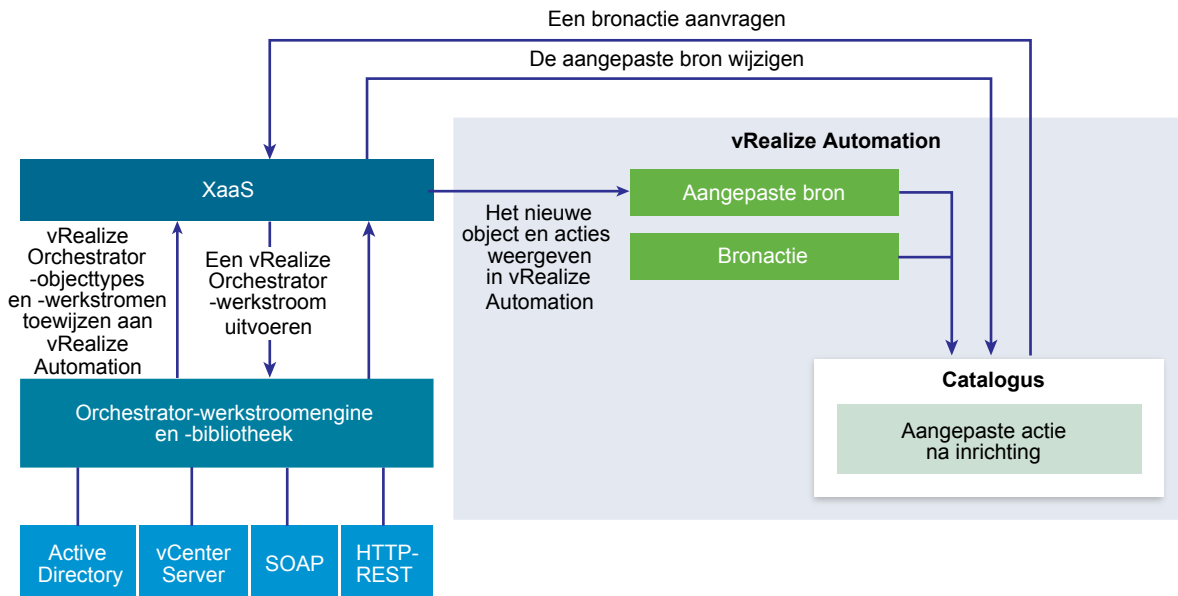 Een bronactie aanvragen
De aangepaste bron wijzigen
vRealize Automation
XaaS
Aangepaste bron
Bronactie
Het nieuwe
object en acties
weergeven
in vRealize
Automation
vRealize
Orchestrator
-objecttypes
en -werkstromen
toewijzen aan
vRealize
Automation
Een vRealize
Orchestrator
-werkstroom
uitvoeren
Catalogus
Aangepaste actie
na inrichting
Orchestrator-werkstroomengine
en -bibliotheek
Active
Directory
vCenter
Server
SOAP
HTTP-
REST